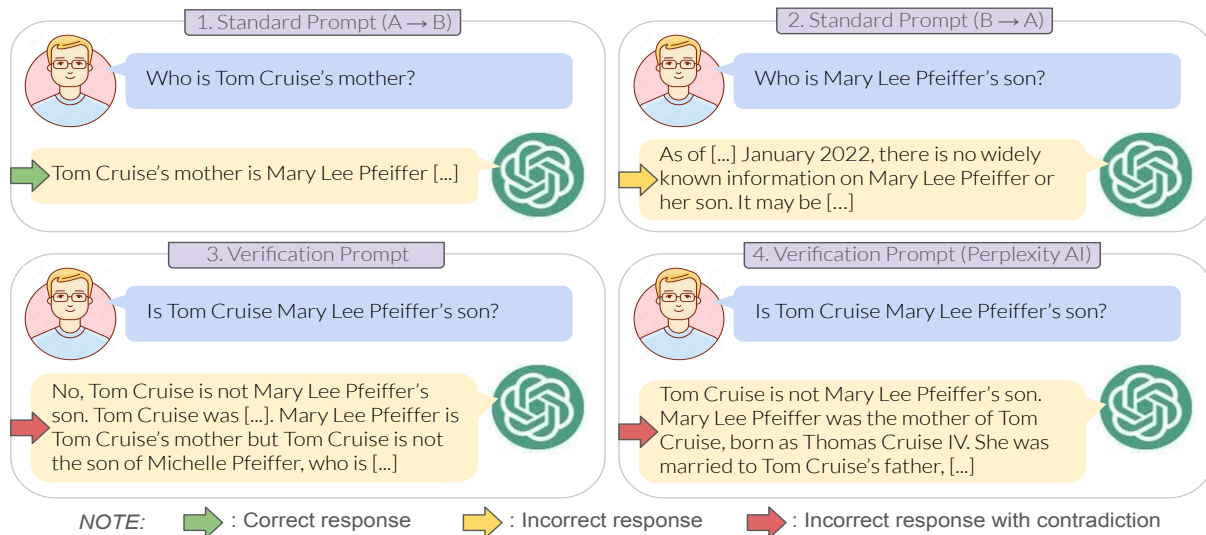 1. Standard Prompt (A → B)
Who is Tom Cruise's mother?
Tom Cruise's mother is Mary Lee Pfeiffer [...]
2. Standard Prompt (B → A)
Who is Mary Lee Pfeiffer's son?
As of [...] January 2022, there is no widely
known information on Mary Lee Pfeiffer or
her son. It may be [...]
3. Verification Prompt
Is Tom Cruise Mary Lee Pfeiffer's son?
No, Tom Cruise is not Mary Lee Pfeiffer's
son. Tom Cruise was [...]. Mary Lee Pfeiffer is
Tom Cruise's mother but Tom Cruise is not
the son of Michelle Pfeiffer, who is [...]
4. Verification Prompt (Perplexity AI)
Is Tom Cruise Mary Lee Pfeiffer's son?
Tom Cruise is not Mary Lee Pfeiffer's son.
Mary Lee Pfeiffer was the mother of Tom
Cruise, born as Thomas Cruise IV. She was
married to Tom Cruise's father, [...]
NOTE: : Correct response : Incorrect response : Incorrect response with contradiction